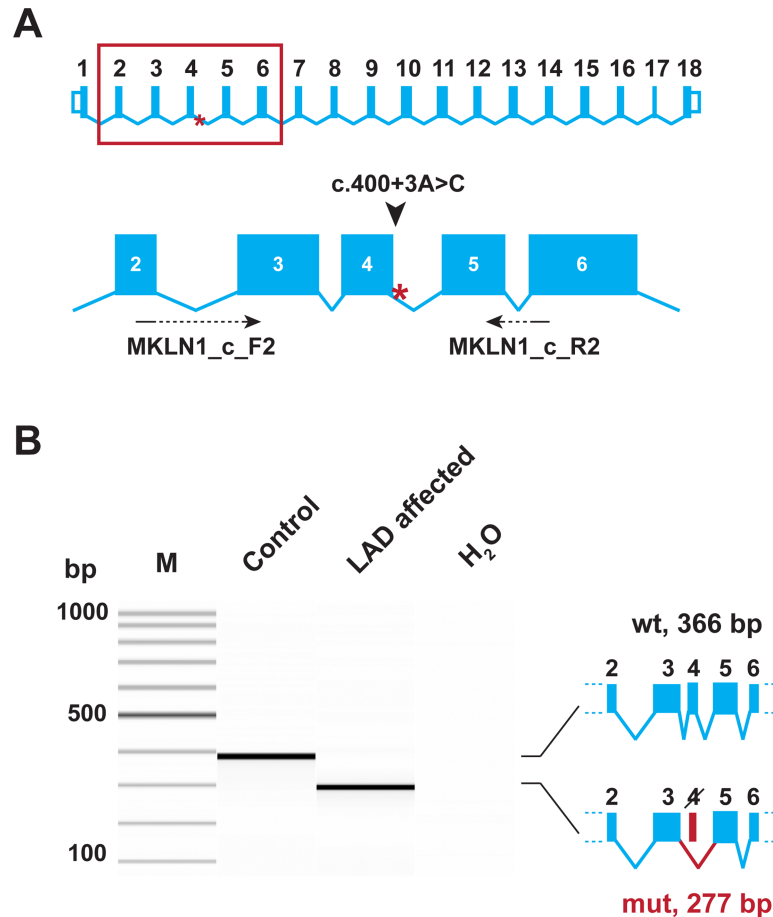 A
1 2 3 4 5 6 7 8 9 10 11 12 13 14 15 16 17 18
*
c.400+3A>C
2 3 4 5 6
*
MKLN1_c_F2 MKLN1_c_R2
B
bp M Control LAD affected H2O
1000
500
100
wt, 366 bp
2 3 4 5 6
2 3 4 5 6
mut, 277 bp